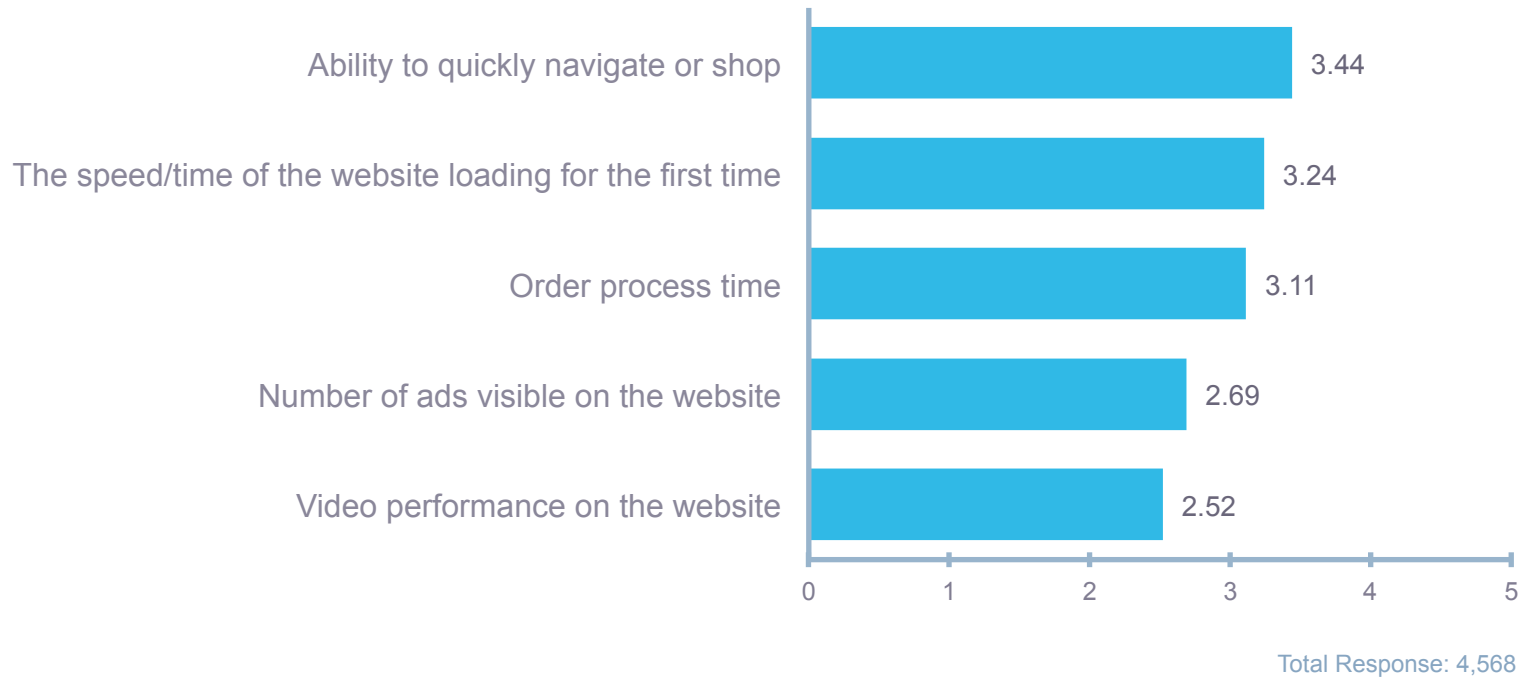 Ability to quickly navigate or shop 3.44
The speed/time of the website loading for the first time 3.24
Order process time 3.11
Number of ads visible on the website 2.69
Video performance on the website 2.52
0 1 2 3 4 5
Total Response: 4,568